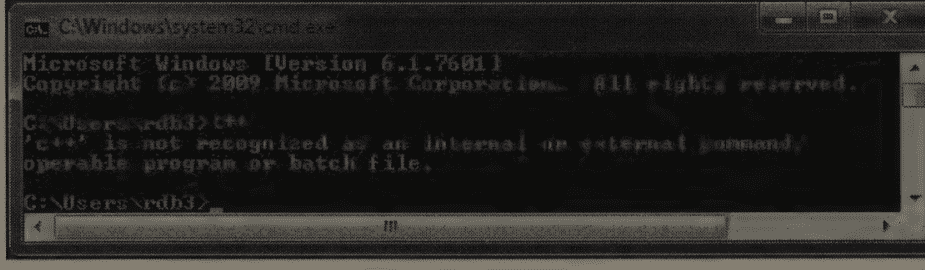 C:\Windows\system32\cmd.exe
Microsoft Windows [Version 6.1.7601]
Copyright (c) 2009 Microsoft Corporation. All rights reserved.
C:\Users\rdb3>c++
'c++' is not recognized as an internal or external command,
operable program or batch file.
C:\Users\rdb3>_